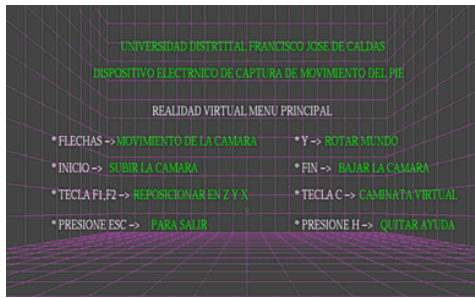 UNIVERSIDAD DISTRTITAL FRANCISCO JOSE DE CALDAS
DISPOSITIVO ELECTRNICO DE CAPTURA DE MOVIMIENTO DEL PIE
REALIDAD VIRTUAL MENU PRINCIPAL
* FLECHAS -> MOVIMIENTO DE LA CAMARA * Y -> ROTAR MUNDO
* INICIO -> SUBIR LA CAMARA * FIN -> BAJAR LA CAMARA
* TECLA F1,F2 -> REPOSICIONAR EN Z Y X * TECLA C -> CAMINATA VIRTUAL
* PRESIONE ESC -> PARA SALIR * PRESIONE H -> QUITAR AYUDA